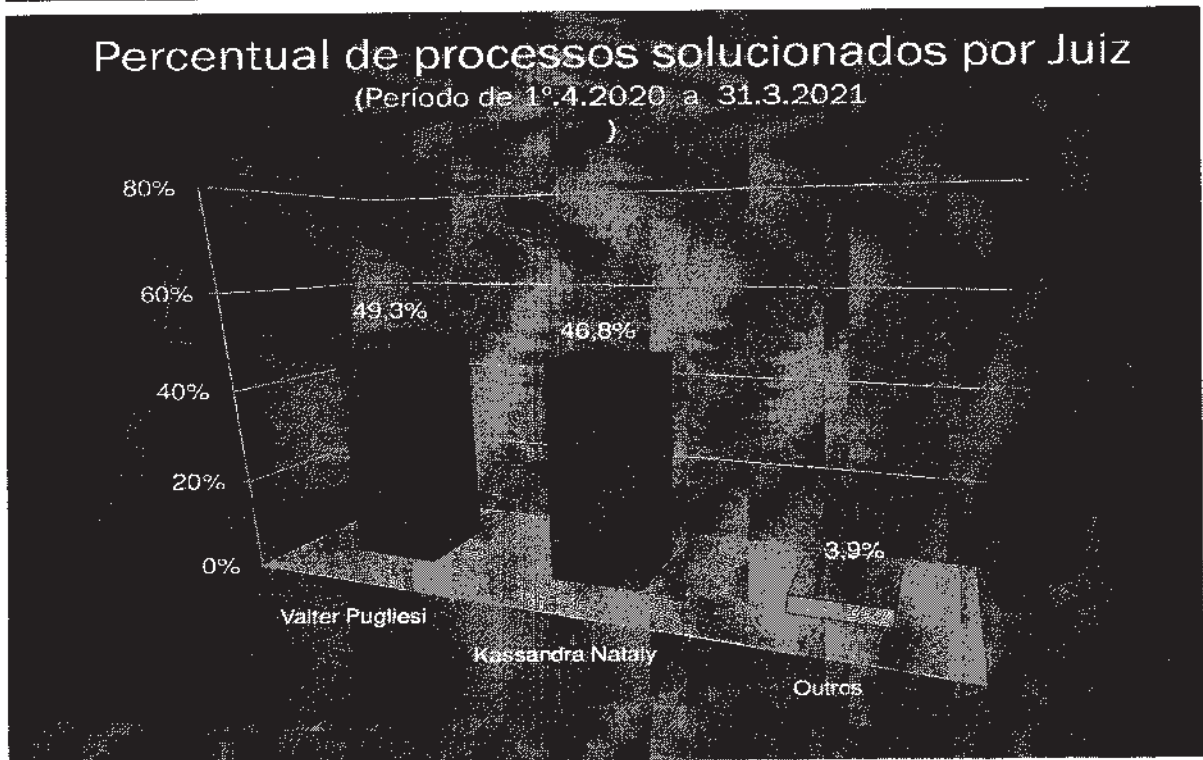 Percentual de processos solucionados por Juiz
(Período de 1º.4.2020 a 31.3.2021
)
80%
60%
49,3%
46,8%
40%
20%
3,9%
0%
Valter Pugliesi
Kassandra Nataly
Outros